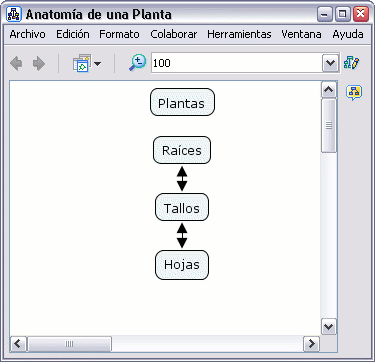 Anatomía de una Planta
Archivo Edición Formato Colaborar Herramientas Ventana Ayuda
100
Plantas
Raíces
Tallos
Hojas